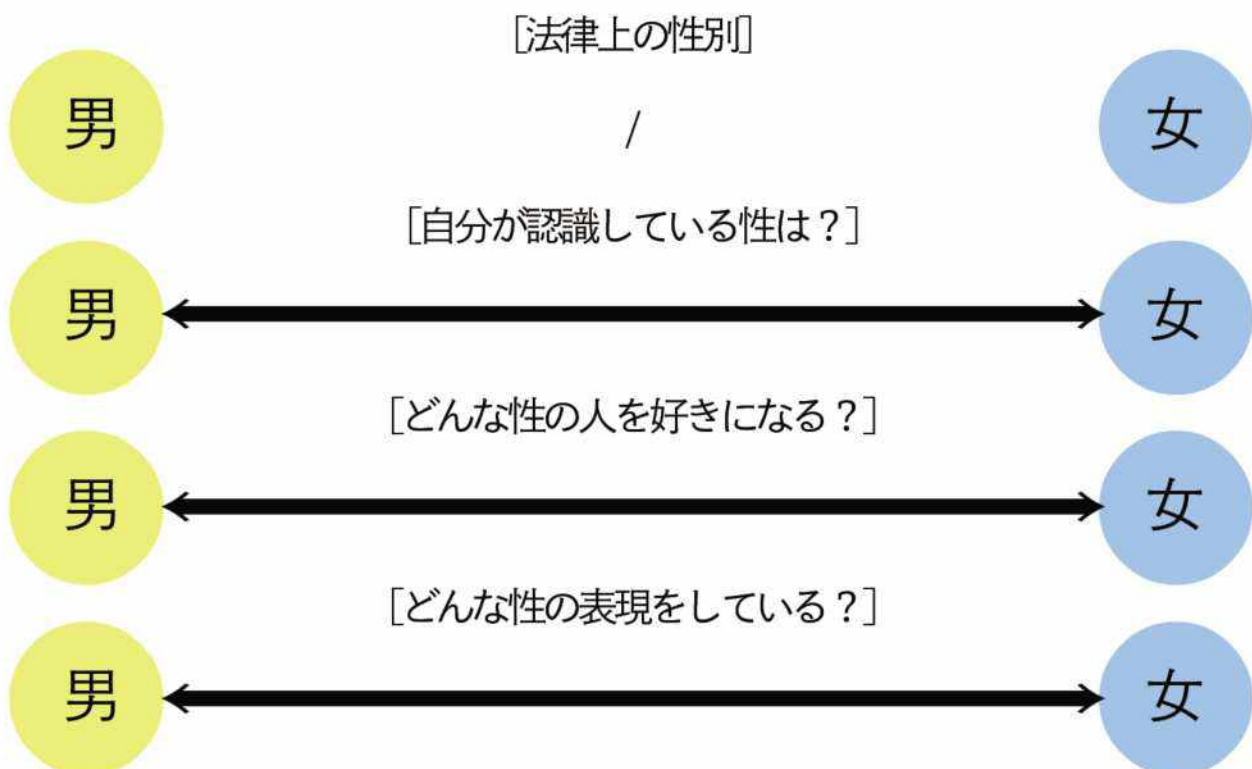 [法律上の性別]
男 / 女
[自分が認識している性は？]
男 女
[どんな性の人を好きになる？]
男 女
[どんな性の表現をしている？]
男 女